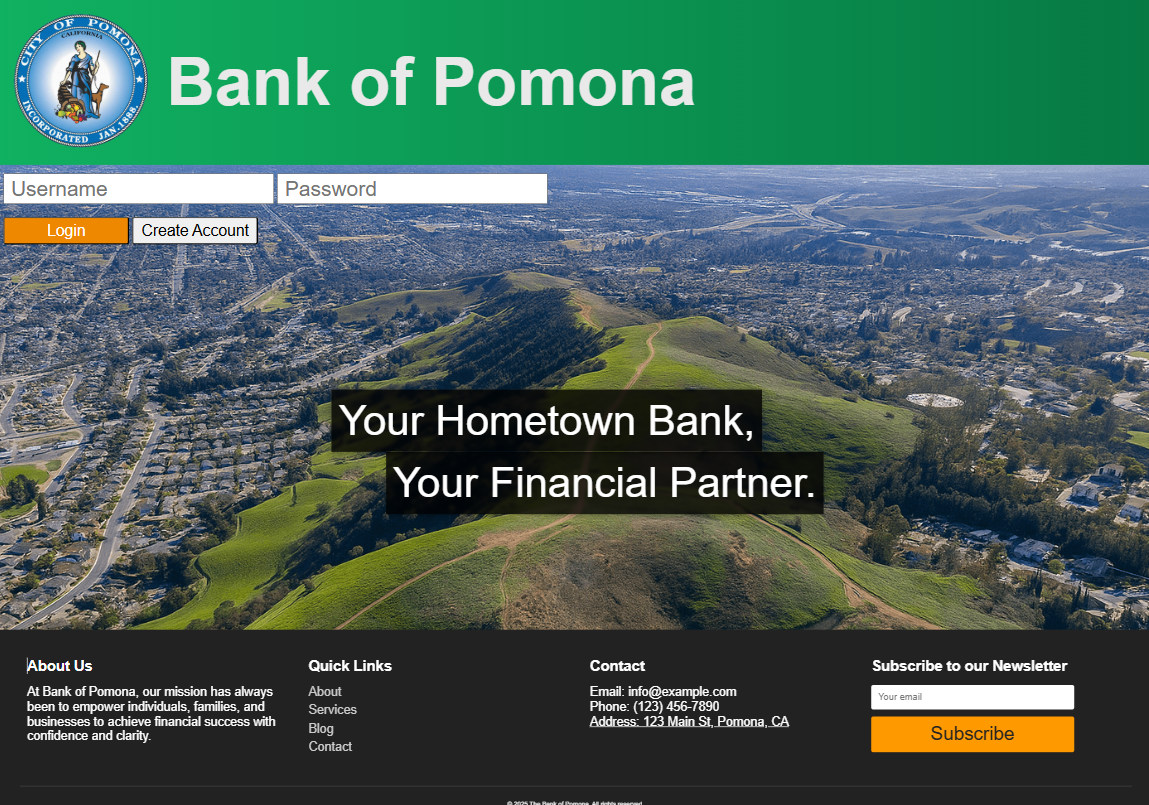 CITY OF POMONA
CALIFORNIA
INCORPORATED JAN.1888.
Bank of Pomona
Username
Password
Login
Create Account
Your Hometown Bank,
Your Financial Partner.
About Us
At Bank of Pomona, our mission has always
been to empower individuals, families, and
businesses to achieve financial success with
confidence and clarity.
Quick Links
About
Services
Blog
Contact
Contact
Email: info@example.com
Phone: (123) 456-7890
Address: 123 Main St, Pomona, CA
Subscribe to our Newsletter
Your email
Subscribe
© 2025 The Bank of Pomona. All rights reserved.